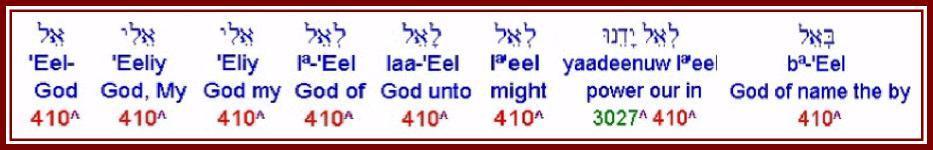 בְּאֵל לְאֵל יָדֵנוּ לְאֵל לָאֵל לְאֵל אֵלִי אֵלִי אֵל
'Eel- 'Eeliy 'Eliy lª-'Eel laa-'Eel lª'eel yaadeenuw lª'eel bª-'Eel
God God, My God my God of God unto might power our in God of name the by
410^ 410^ 410^ 410^ 410^ 410^ 3027^ 410^ 410^